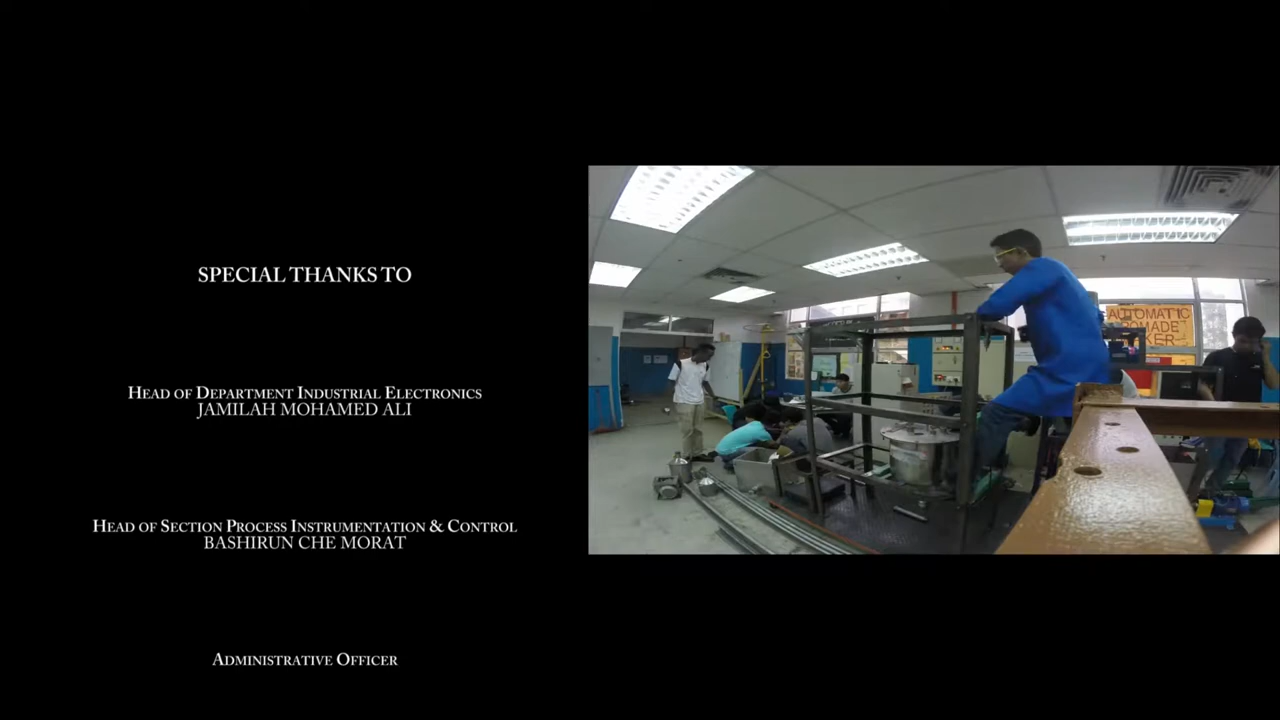 SPECIAL THANKS TO
HEAD OF DEPARTMENT INDUSTRIAL ELECTRONICS
JAMILAH MOHAMED ALI
HEAD OF SECTION PROCESS INSTRUMENTATION & CONTROL
BASHIRUN CHE MORAT
ADMINISTRATIVE OFFICER
AUTOMATIC